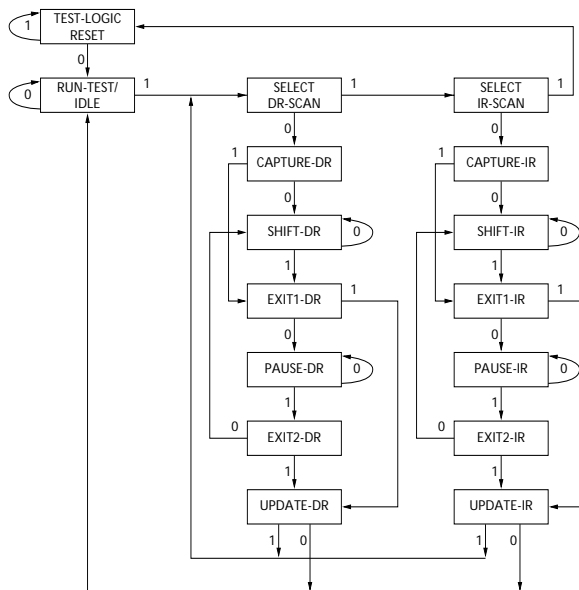 1
TEST-LOGIC
RESET
0
0
RUN-TEST/
IDLE
1
SELECT
DR-SCAN
1
SELECT
IR-SCAN
1
0
0
1
CAPTURE-DR
1
CAPTURE-IR
0
0
SHIFT-DR
0
SHIFT-IR
0
1
1
EXIT1-DR
1
EXIT1-IR
1
0
0
PAUSE-DR
0
PAUSE-IR
0
1
1
0
EXIT2-DR
0
EXIT2-IR
1
1
UPDATE-DR
UPDATE-IR
1
0
1
0